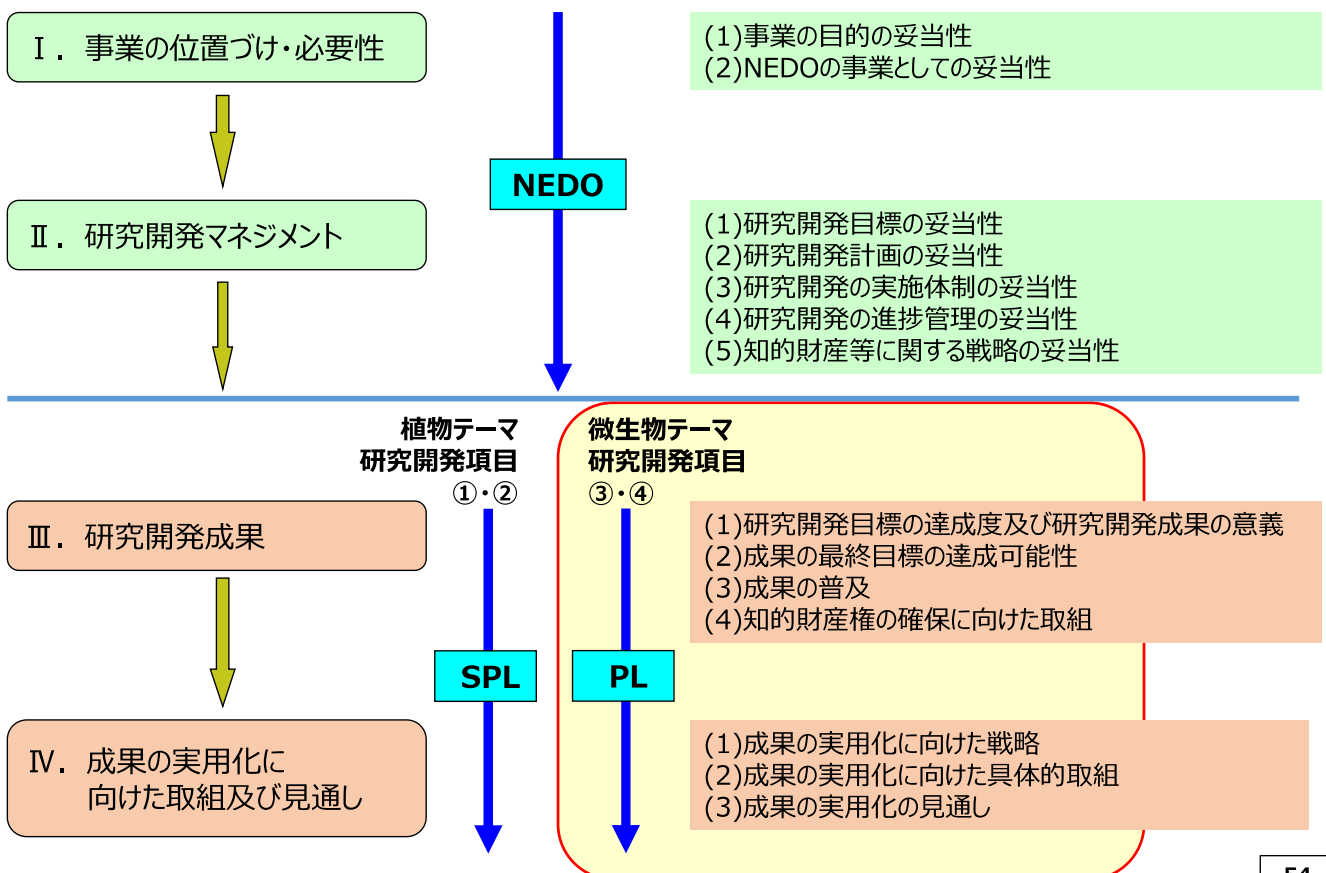 Ⅰ．事業の位置づけ・必要性
(1)事業の目的の妥当性
(2)NEDOの事業としての妥当性
NEDO
Ⅱ．研究開発マネジメント
(1)研究開発目標の妥当性
(2)研究開発計画の妥当性
(3)研究開発の実施体制の妥当性
(4)研究開発の進捗管理の妥当性
(5)知的財産等に関する戦略の妥当性
植物テーマ
研究開発項目
①・②
微生物テーマ
研究開発項目
③・④
Ⅲ．研究開発成果
(1)研究開発目標の達成度及び研究開発成果の意義
(2)成果の最終目標の達成可能性
(3)成果の普及
(4)知的財産権の確保に向けた取組
SPL
PL
Ⅳ．成果の実用化に
向けた取組及び見通し
(1)成果の実用化に向けた戦略
(2)成果の実用化に向けた具体的取組
(3)成果の実用化の見通し